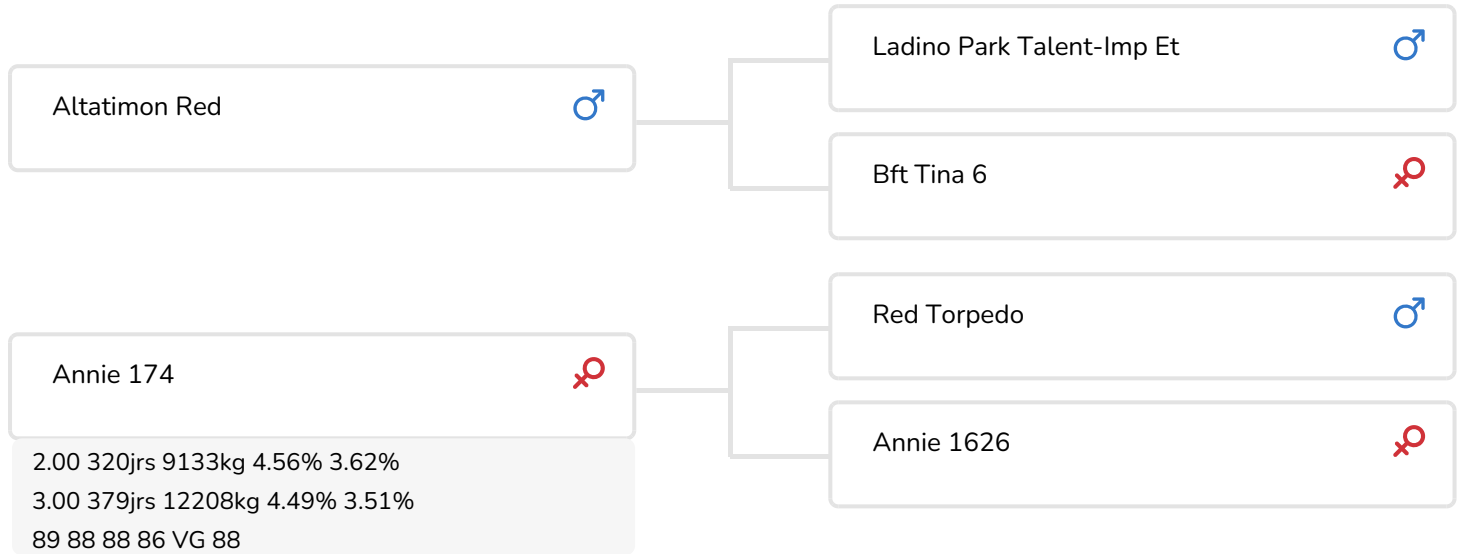 Altatimon Red
Ladino Park Talent-Imp Et
Bft Tina 6
Annie 174
2.00 320jrs 9133kg 4.56% 3.62%
3.00 379jrs 12208kg 4.49% 3.51%
89 88 88 86 VG 88
Red Torpedo
Annie 1626